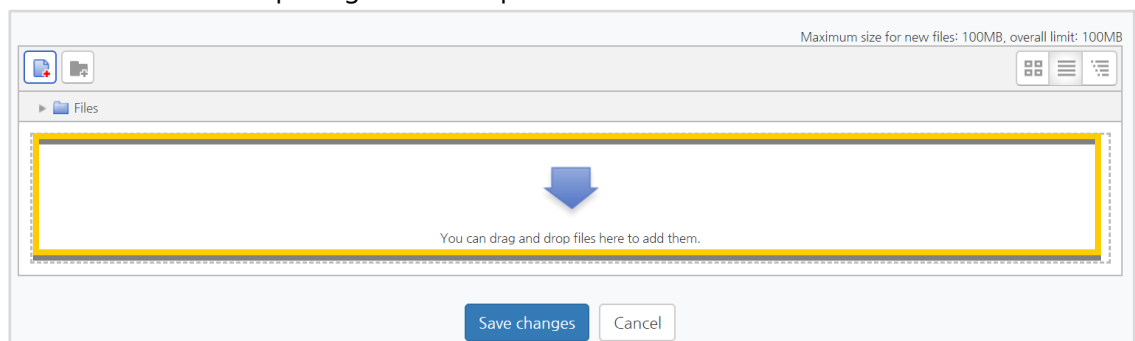 Maximum size for new files: 100MB, overall limit: 100MB
Files
You can drag and drop files here to add them.
Save changes
Cancel